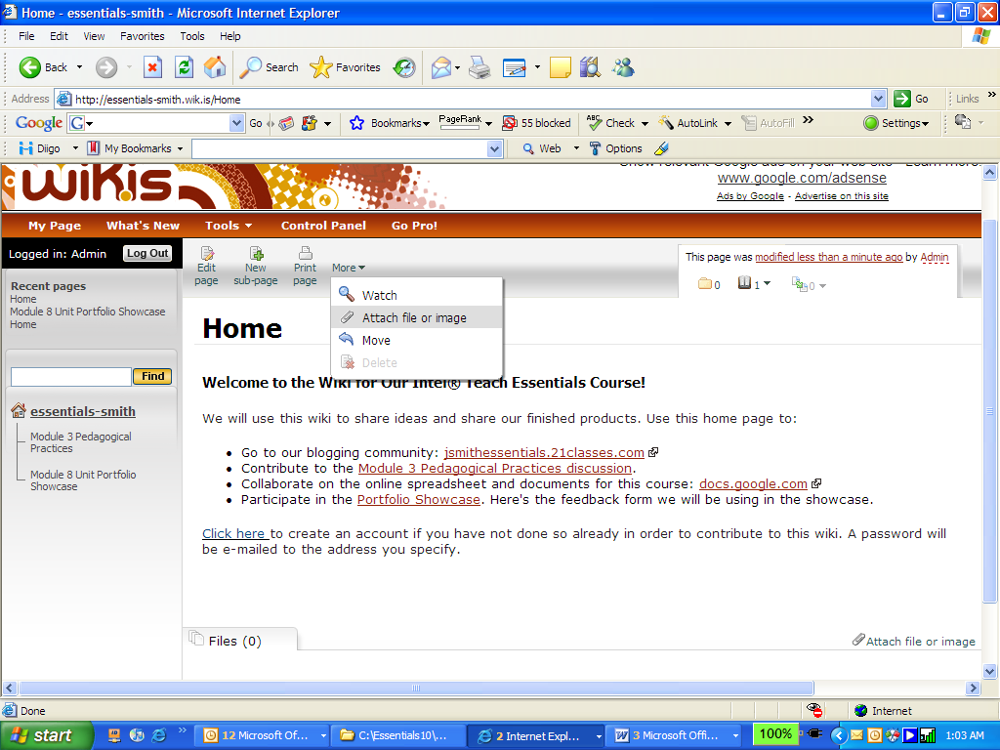 Home - essentials-smith - Microsoft Internet Explorer
File Edit View Favorites Tools Help
Back Search Favorites
Address http://essentials-smith.wik.is/Home Go Links »
Google G Go Bookmarks PageRank 55 blocked ABC Check AutoLink AutoFill » Settings
Diigo My Bookmarks Web Options
wikis
www.google.com/adsense
Ads by Google - Advertise on this site
My Page What's New Tools Control Panel Go Pro!
Logged in: Admin Log Out
Edit page
New sub-page
Print page
More
This page was modified less than a minute ago by Admin
0 1 0
Recent pages
Home
Module 8 Unit Portfolio Showcase
Home
Find
essentials-smith
Module 3 Pedagogical
Practices
Module 8 Unit Portfolio
Showcase
Watch
Attach file or image
Move
Delete
Home
Welcome to the Wiki for Our Intel® Teach Essentials Course!
We will use this wiki to share ideas and share our finished products. Use this home page to:
• Go to our blogging community: jsmithessentials.21classes.com
• Contribute to the Module 3 Pedagogical Practices discussion.
• Collaborate on the online spreadsheet and documents for this course: docs.google.com
• Participate in the Portfolio Showcase. Here's the feedback form we will be using in the showcase.
Click here to create an account if you have not done so already in order to contribute to this wiki. A password will
be e-mailed to the address you specify.
Files (0)
Attach file or image
Done Internet
start » 12 Microsoft Of... C:\Essentials10\... 2 Internet Expl... 3 Microsoft Offi... 100% 1:03 AM